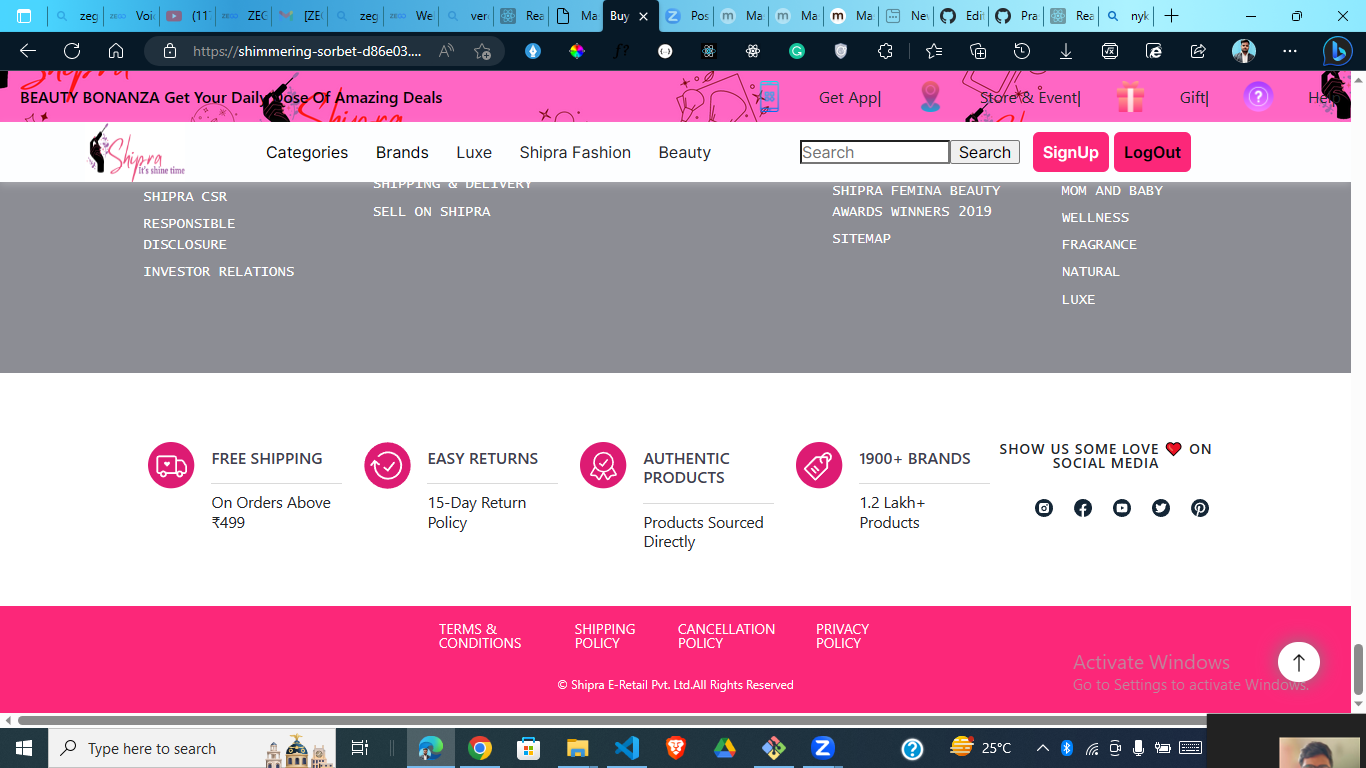 zeg
Voi
(11
ZEG
[ZE
zeg
We
ver
Rea
Ma
Buy
Pos
Ma
Ma
Ma
Nev
Edit
Pra
Rea
nyk
https://shimmering-sorbet-d86e03....
BEAUTY BONANZA Get Your Daily Dose Of Amazing Deals
Get App|
Store & Event|
Gift|
Help
Shipra
It's shine time
Categories
Brands
Luxe
Shipra Fashion
Beauty
Search
Search
SignUp
LogOut
SHIPRA CSR
RESPONSIBLE
DISCLOSURE
INVESTOR RELATIONS
SHIPPING & DELIVERY
SELL ON SHIPRA
SHIPRA FEMINA BEAUTY
AWARDS WINNERS 2019
SITEMAP
MOM AND BABY
WELLNESS
FRAGRANCE
NATURAL
LUXE
FREE SHIPPING
On Orders Above
₹499
EASY RETURNS
15-Day Return
Policy
AUTHENTIC
PRODUCTS
Products Sourced
Directly
1900+ BRANDS
1.2 Lakh+
Products
SHOW US SOME LOVE ❤ ON
SOCIAL MEDIA
TERMS &
CONDITIONS
SHIPPING
POLICY
CANCELLATION
POLICY
PRIVACY
POLICY
© Shipra E-Retail Pvt. Ltd.All Rights Reserved
Activate Windows
Go to Settings to activate Windows.
Type here to search
25°C